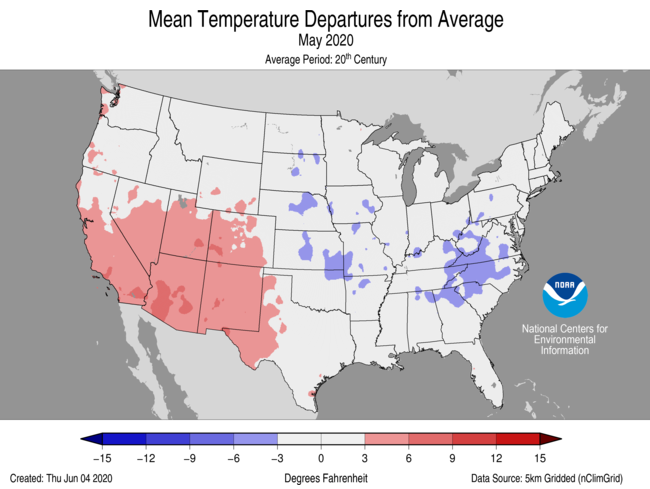 Mean Temperature Departures from Average
May 2020
Average Period: 20th Century
NOAA
National Centers for
Environmental
Information
−15 −12 −9 −6 −3 0 3 6 9 12 15
Created: Thu Jun 04 2020 Degrees Fahrenheit Data Source: 5km Gridded (nClimGrid)